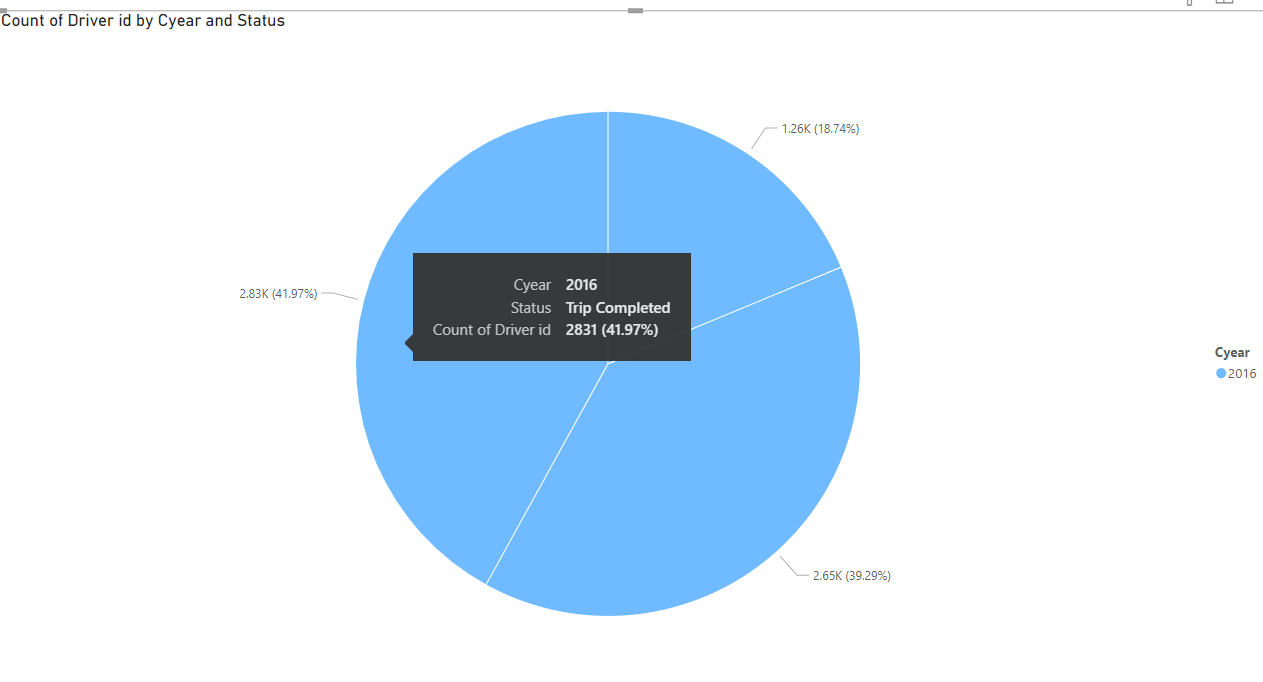 Count of Driver id by Cyear and Status
1.26K (18.74%)
Cyear 2016
Status Trip Completed
Count of Driver id 2831 (41.97%)
2.83K (41.97%)
Cyear
2016
2.65K (39.29%)